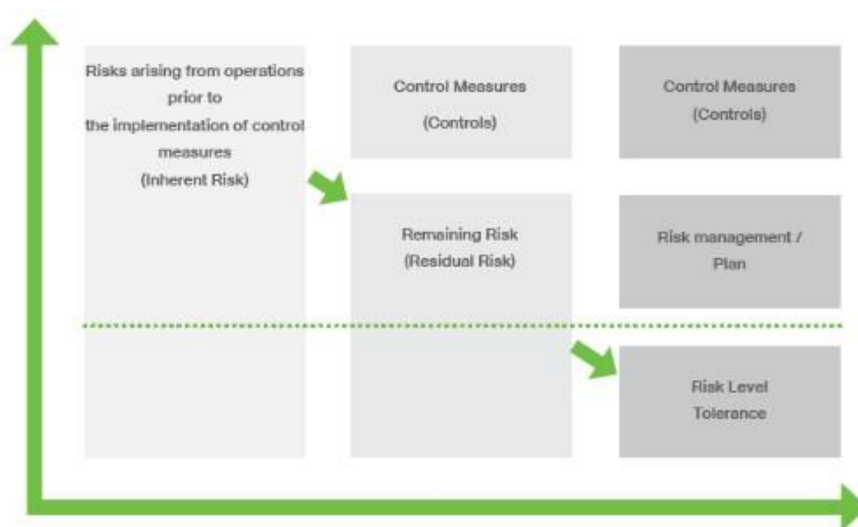 Risks arising from operations
prior to
the implementation of control
measures
(Inherent Risk)
Control Measures
(Controls)
Remaining Risk
(Residual Risk)
Control Measures
(Controls)
Risk management /
Plan
Risk Level
Tolerance